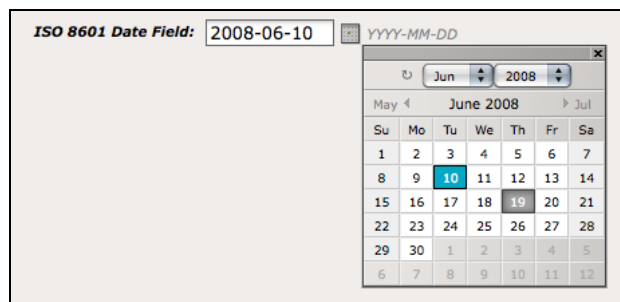 ISO 8601 Date Field: 2008-06-10 YYYY-MM-DD
x
↻ Jun 2008
May June 2008 Jul
Su Mo Tu We Th Fr Sa
1 2 3 4 5 6 7
8 9 10 11 12 13 14
15 16 17 18 19 20 21
22 23 24 25 26 27 28
29 30 1 2 3 4 5
6 7 8 9 10 11 12